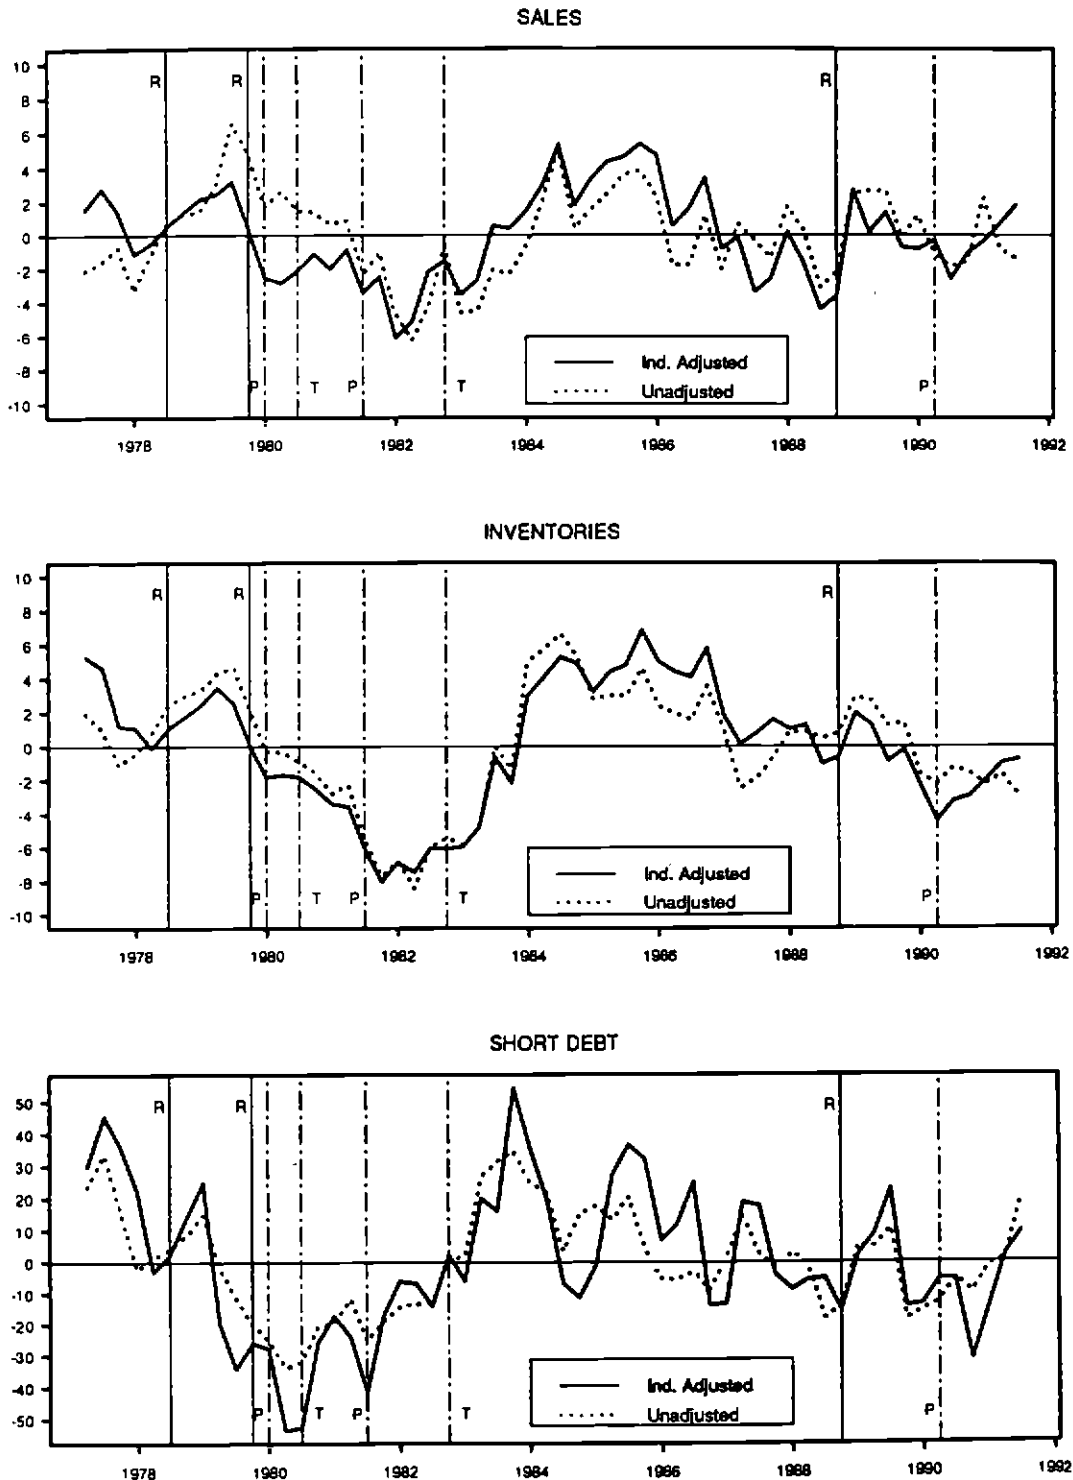 SALES
10
8
6
4
2
0
-2
-4
-6
-8
-10
R
R
R
P
T
P
T
P
Ind. Adjusted
Unadjusted
1978
1980
1982
1984
1986
1988
1990
1992
INVENTORIES
10
8
6
4
2
0
-2
-4
-6
-8
-10
R
R
R
P
T
P
T
P
Ind. Adjusted
Unadjusted
1978
1980
1982
1984
1986
1988
1990
1992
SHORT DEBT
50
40
30
20
10
0
-10
-20
-30
-40
-50
R
R
R
P
T
P
T
P
Ind. Adjusted
Unadjusted
1978
1980
1982
1984
1986
1988
1990
1992